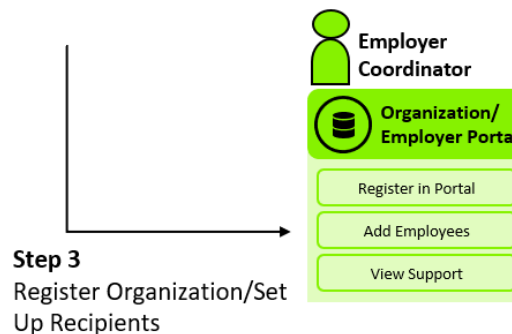 Employer
Coordinator
Organization/
Employer Porta
Register in Portal
Add Employees
View Support
Step 3
Register Organization/Set
Up Recipients